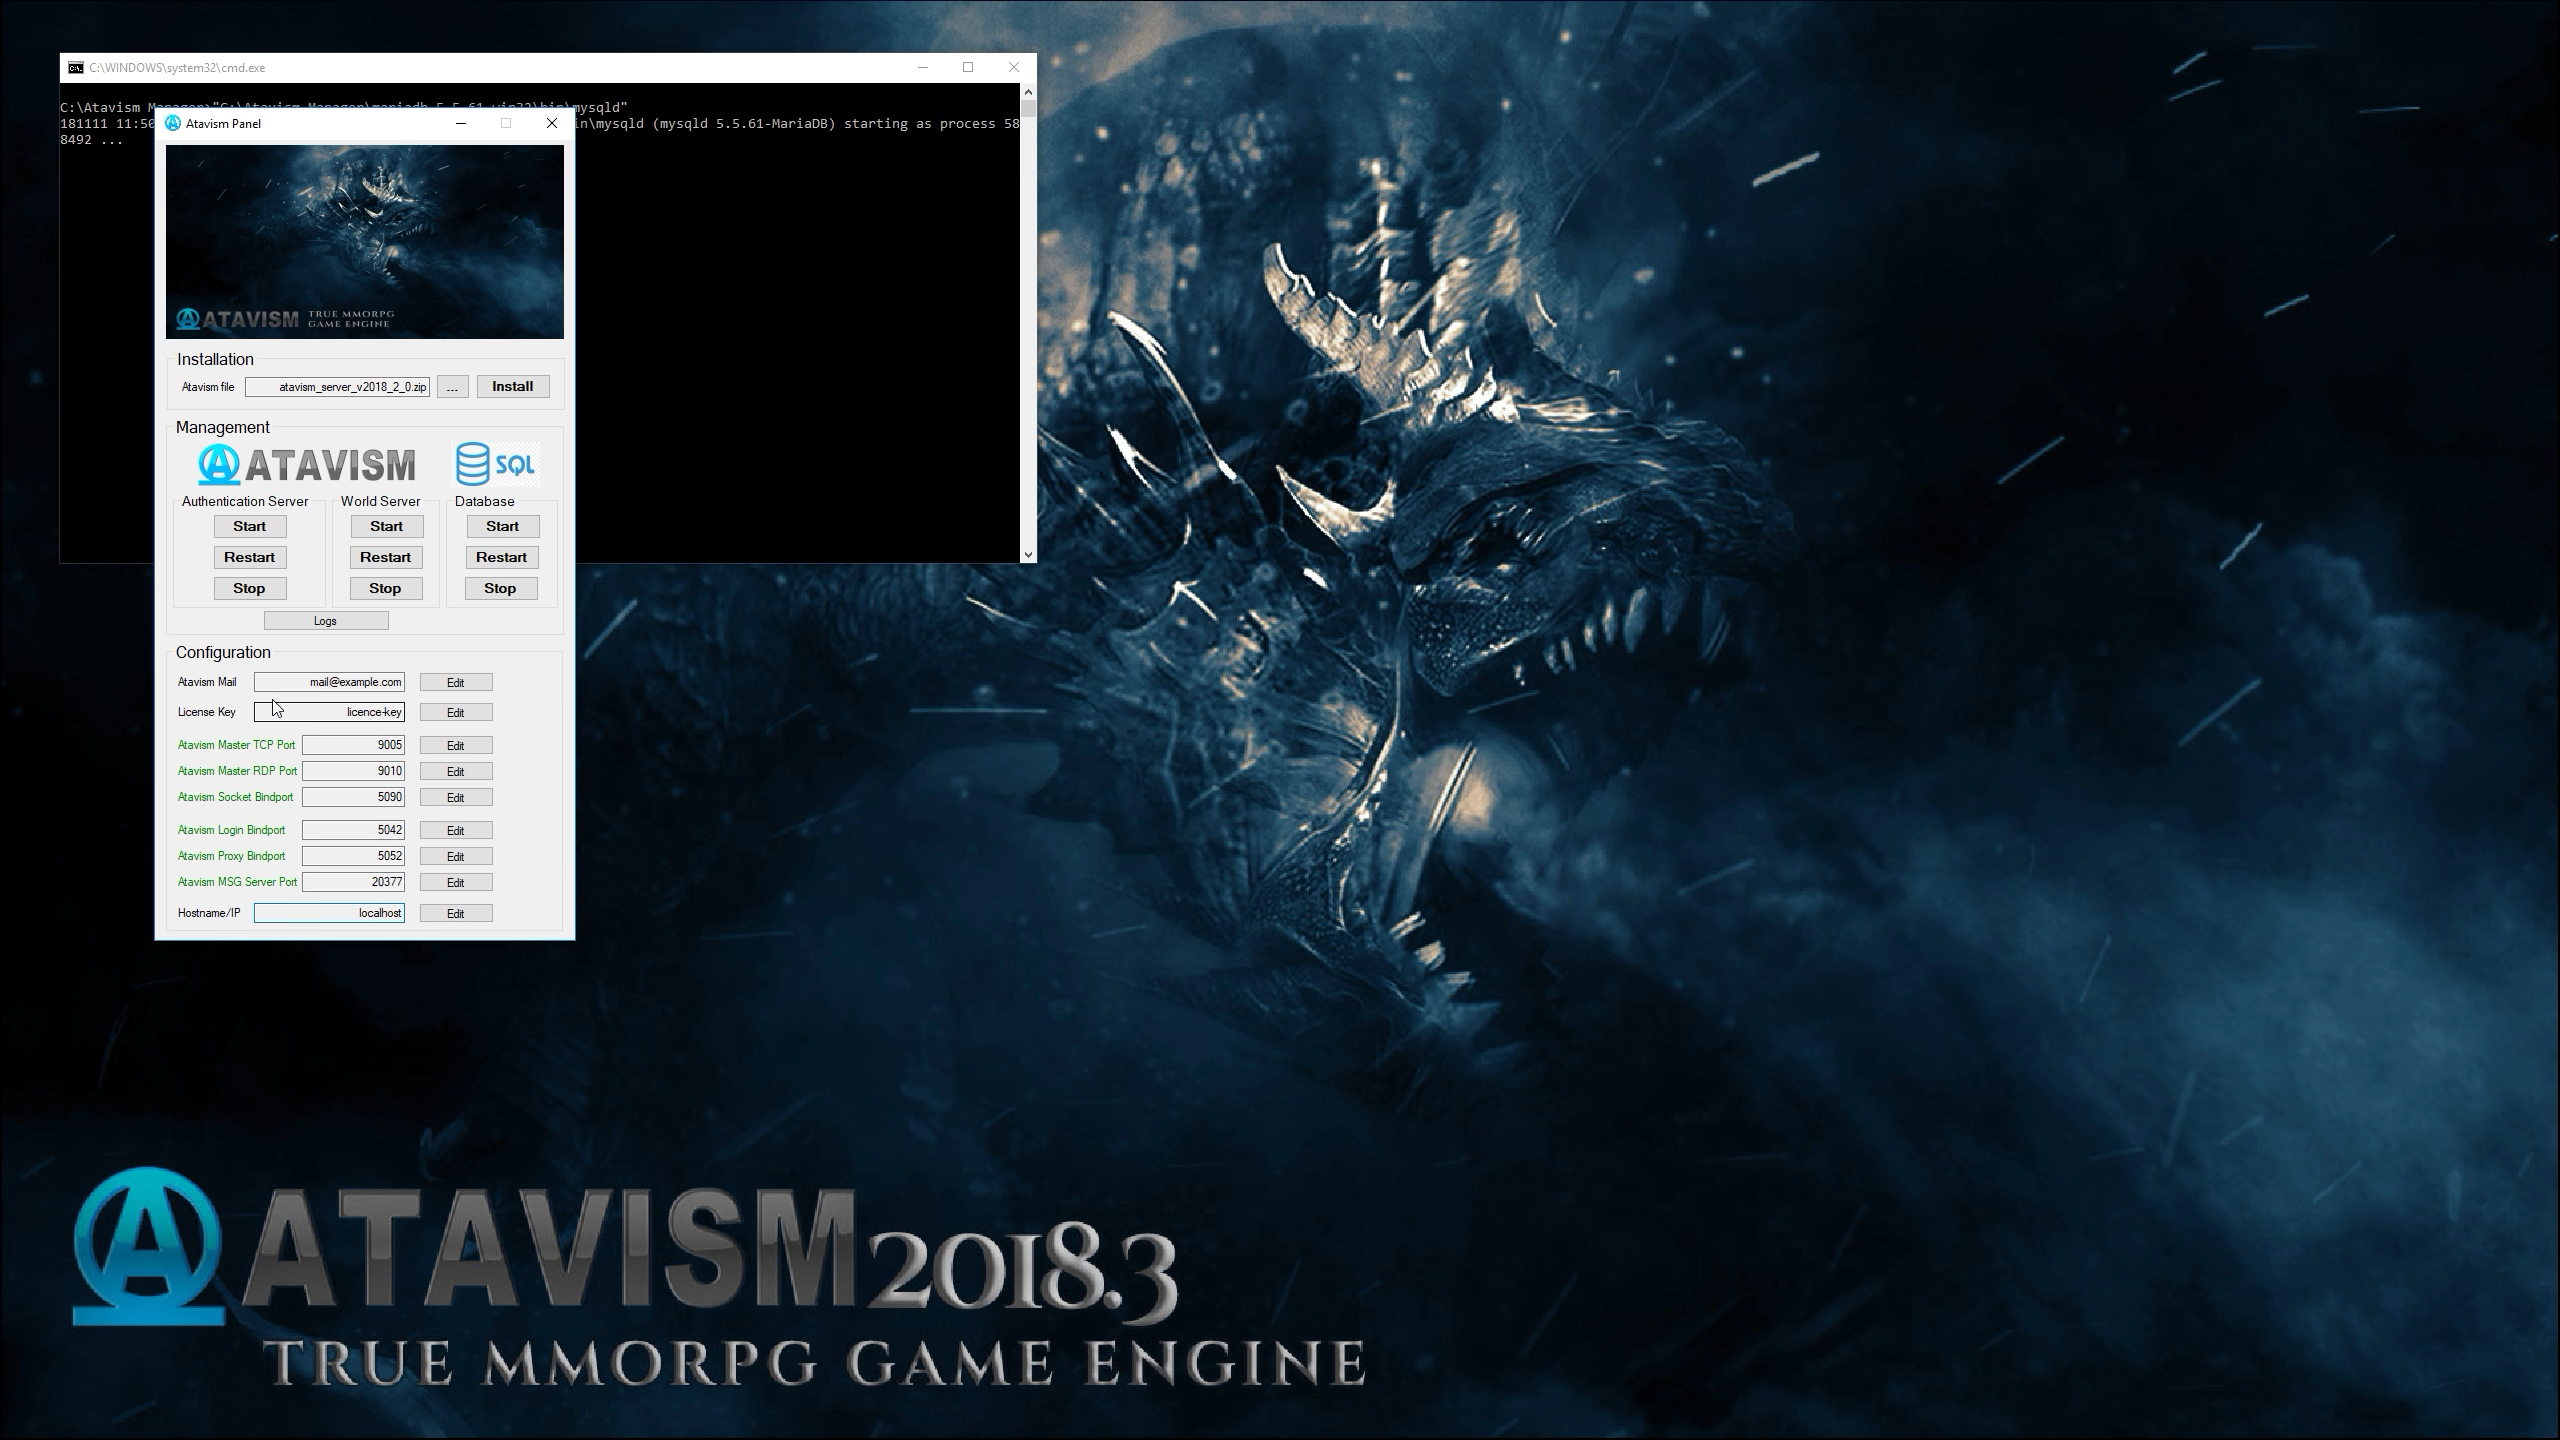 C:\WINDOWS\system32\cmd.exe
C:\Atavism Manager>"C:\Atavism Manager\mariadb-5.5.61-win32\bin\mysqld"
181111 11:50 in\mysqld (mysqld 5.5.61-MariaDB) starting as process 58
8492 ...
Atavism Panel
ATAVISM TRUE MMORPG
GAME ENGINE
Installation
Atavism file atavism_server_v2018_2_0.zip ... Install
Management
ATAVISM SQL
Authentication Server World Server Database
Start Start Start
Restart Restart Restart
Stop Stop Stop
Logs
Configuration
Atavism Mail mail@example.com Edit
License Key licence-key Edit
Atavism Master TCP Port 9005 Edit
Atavism Master RDP Port 9010 Edit
Atavism Socket Bindport 5090 Edit
Atavism Login Bindport 5042 Edit
Atavism Proxy Bindport 5052 Edit
Atavism MSG Server Port 20377 Edit
Hostname/IP localhost Edit
ATAVISM 2018.3
TRUE MMORPG GAME ENGINE